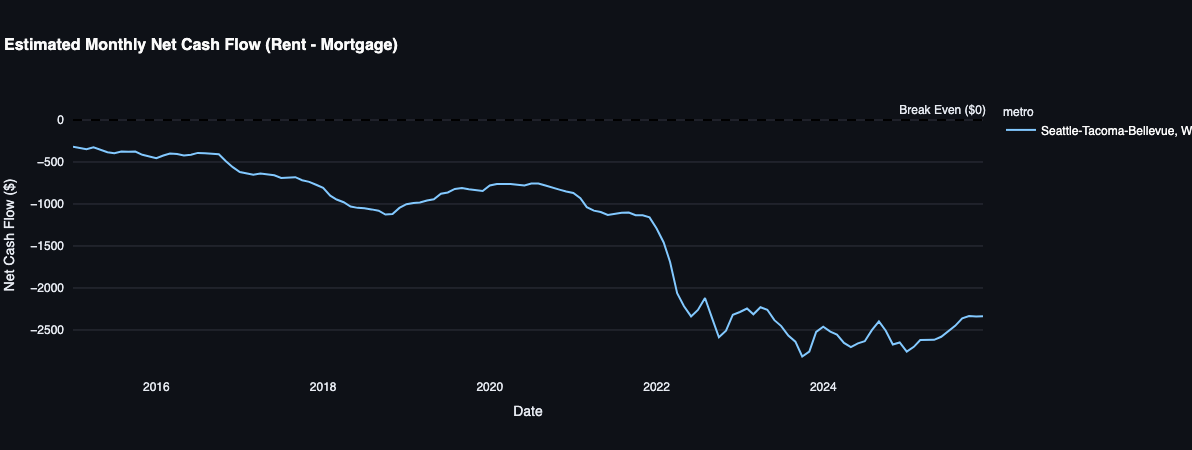 Estimated Monthly Net Cash Flow (Rent - Mortgage)
Break Even ($0)
metro
Seattle-Tacoma-Bellevue, W
Net Cash Flow ($)
0
−500
−1000
−1500
−2000
−2500
2016
2018
2020
2022
2024
Date